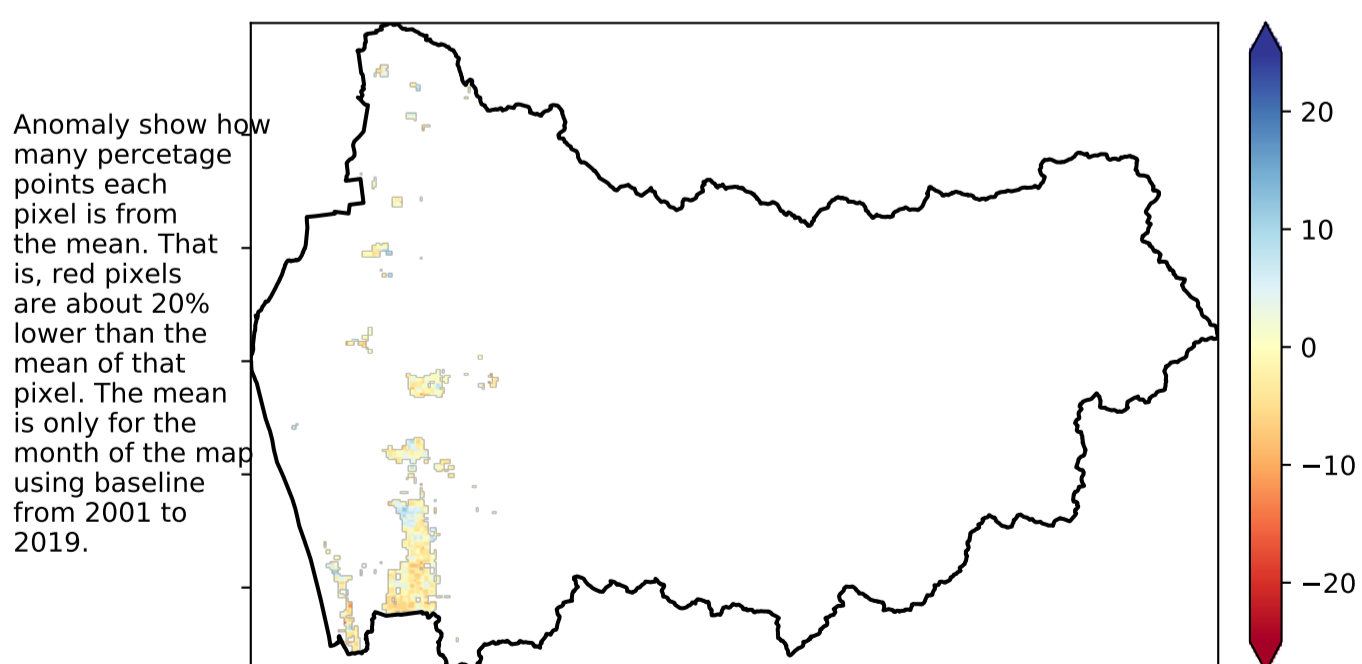 Anomaly show how
many percetage
points each
pixel is from
the mean. That
is, red pixels
are about 20%
lower than the
mean of that
pixel. The mean
is only for the
month of the map
using baseline
from 2001 to
2019.
20
10
0
−10
−20